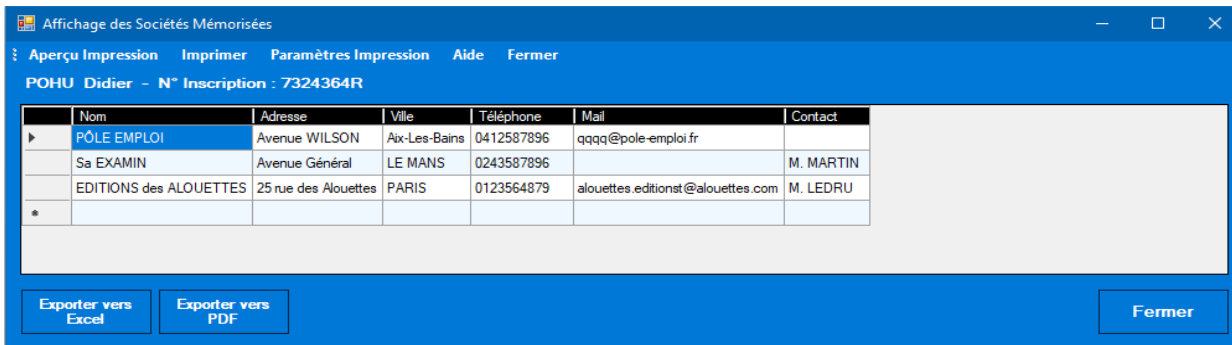 Affichage des Sociétés Mémorisées
Aperçu Impression Imprimer Paramètres Impression Aide Fermer
POHU Didier - N° Inscription : 7324364R
Nom Adresse Ville Téléphone Mail Contact
PÔLE EMPLOI Avenue WILSON Aix-Les-Bains 0412587896 qqqq@pole-emploi.fr
Sa EXAMIN Avenue Général LE MANS 0243587896 M. MARTIN
EDITIONS des ALOUETTES 25 rue des Alouettes PARIS 0123564879 alouettes.editionst@alouettes.com M. LEDRU
Exporter vers Excel
Exporter vers PDF
Fermer